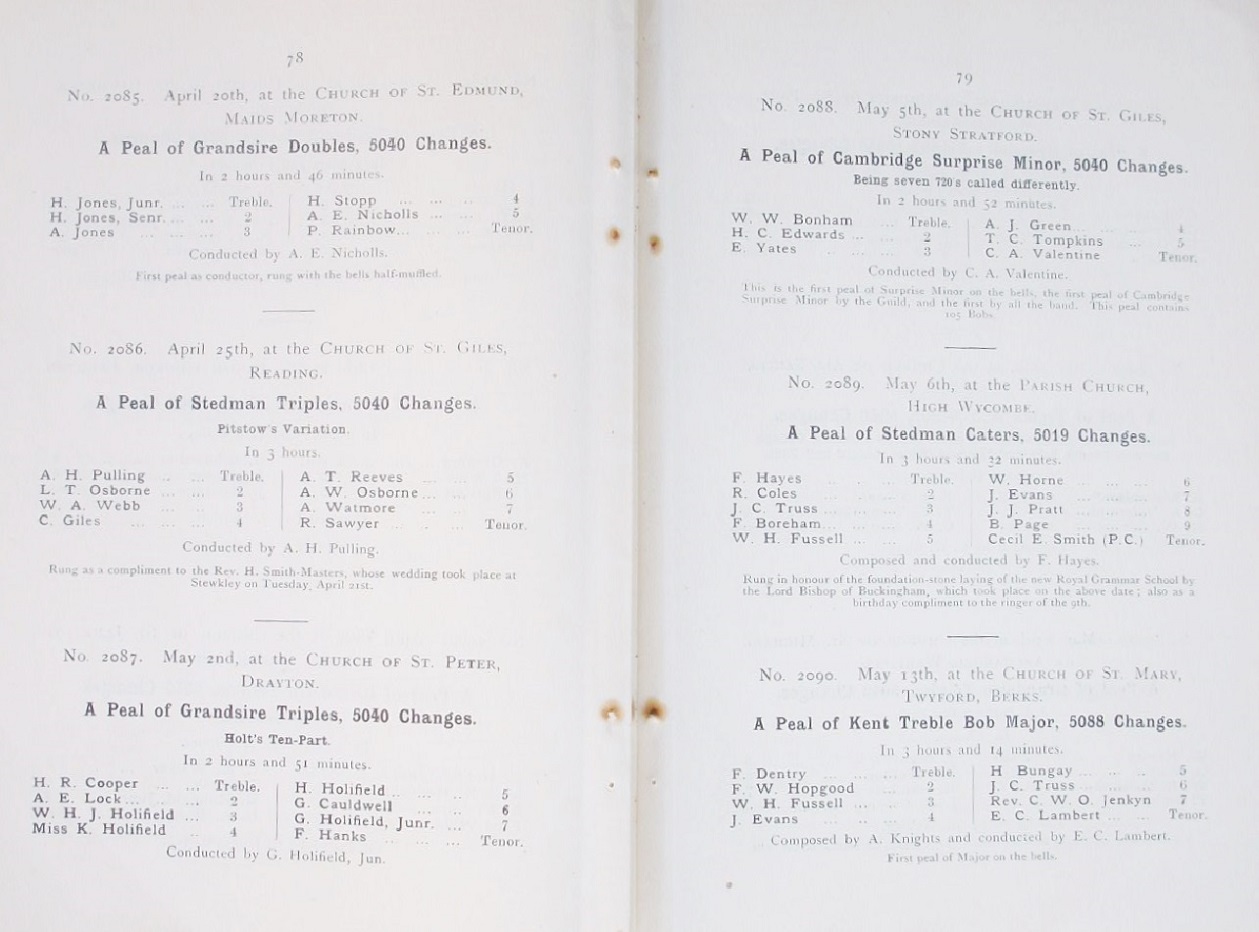 78
No. 2085. April 20th, at the CHURCH OF ST. EDMUND,
MAIDS MORETON.
A Peal of Grandsire Doubles, 5040 Changes.
In 2 hours and 46 minutes.
H. Jones, Junr. ... ... Treble. H. Stopp ... ... ... 4
H. Jones, Senr. ... ... 2 A. E. Nicholls ... ... 5
A. Jones ... ... ... 3 P. Rainbow... ... ... Tenor.
Conducted by A. E. Nicholls.
First peal as conductor, rung with the bells half-muffled.
No. 2086. April 25th, at the CHURCH OF ST. GILES,
READING.
A Peal of Stedman Triples, 5040 Changes.
Pitstow's Variation.
In 3 hours.
A. H. Pulling ... ... Treble. A. T. Reeves ... ... 5
L. T. Osborne ... ... 2 A. W. Osborne ... ... 6
W. A. Webb ... ... 3 A. Watmore ... ... 7
C. Giles ... ... ... 4 R. Sawyer ... ... Tenor.
Conducted by A. H. Pulling.
Rung as a compliment to the Rev. H. Smith-Masters, whose wedding took place at
Stewkley on Tuesday, April 21st.
No. 2087. May 2nd, at the CHURCH OF ST. PETER,
DRAYTON.
A Peal of Grandsire Triples, 5040 Changes.
Holt's Ten-Part.
In 2 hours and 51 minutes.
H. R. Cooper ... ... Treble. H. Holifield ... ... ... 5
A. E. Lock ... ... ... 2 G. Cauldwell ... ... 6
W. H. J. Holifield ... 3 G. Holifield, Junr. ... 7
Miss K. Holifield ... 4 F. Hanks ... ... ... Tenor.
Conducted by G. Holifield, Jun.
79
No. 2088. May 5th, at the CHURCH OF ST. GILES,
STONY STRATFORD.
A Peal of Cambridge Surprise Minor, 5040 Changes.
Being seven 720's called differently.
In 2 hours and 52 minutes.
W. W. Bonham ... Treble. A. J. Green ... ... 4
H. C. Edwards ... ... 2 T. C. Tompkins ... 5
E. Yates ... ... ... 3 C. A. Valentine Tenor.
Conducted by C. A. Valentine.
This is the first peal of Surprise Minor on the bells, the first peal of Cambridge
Surprise Minor by the Guild, and the first by all the band. This peal contains
105 Bobs.
No. 2089. May 6th, at the PARISH CHURCH,
HIGH WYCOMBE.
A Peal of Stedman Caters, 5019 Changes.
In 3 hours and 22 minutes.
F. Hayes ... ... Treble. W. Horne ... ... ... 6
R. Coles ... ... ... 2 J. Evans ... ... ... 7
J. C. Truss ... ... 3 J. J. Pratt ... ... ... 8
F. Boreham ... ... 4 B. Page ... ... ... 9
W. H. Fussell ... ... 5 Cecil E. Smith (P.C.) Tenor.
Composed and conducted by F. Hayes.
Rung in honour of the foundation-stone laying of the new Royal Grammar School by
the Lord Bishop of Buckingham, which took place on the above date; also as a
birthday compliment to the ringer of the 9th.
No. 2090. May 13th, at the CHURCH OF ST. MARY,
TWYFORD, BERKS.
A Peal of Kent Treble Bob Major, 5088 Changes.
In 3 hours and 14 minutes.
F. Dentry ... ... Treble. H Bungay ... ... ... 5
F. W. Hopgood ... 2 J. C. Truss ... ... ... 6
W. H. Fussell ... ... 3 Rev. C. W. O. Jenkyn 7
J. Evans ... ... ... 4 E. C. Lambert ... ... Tenor.
Composed by A. Knights and conducted by E. C. Lambert.
First peal of Major on the bells.